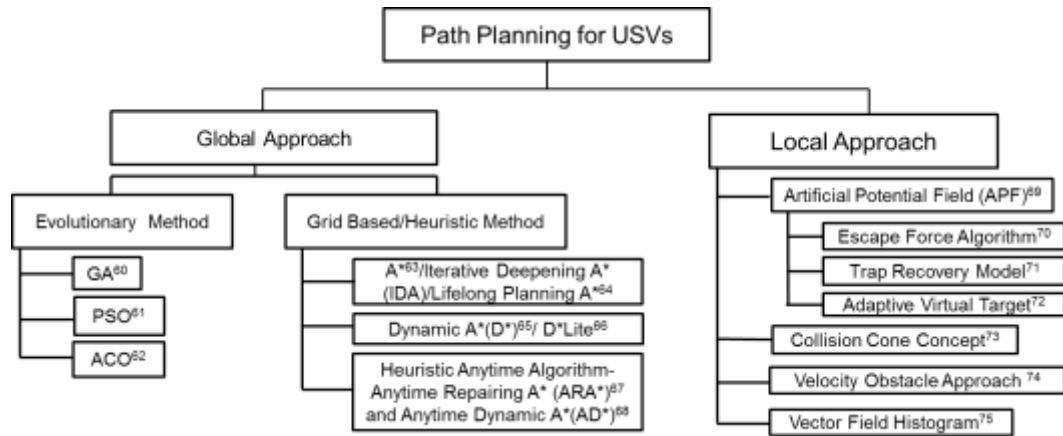 Path Planning for USVs
Global Approach
Local Approach
Evolutionary Method
Grid Based/Heuristic Method
GA⁶⁰
PSO⁶¹
ACO⁶²
A*⁶³/Iterative Deepening A*
(IDA)/Lifelong Planning A*⁶⁴
Dynamic A*(D*)⁶⁵/ D*Lite⁶⁶
Heuristic Anytime Algorithm-
Anytime Repairing A* (ARA*)⁶⁷
and Anytime Dynamic A*(AD*)⁶⁸
Artificial Potential Field (APF)⁶⁹
Escape Force Algorithm⁷⁰
Trap Recovery Model⁷¹
Adaptive Virtual Target⁷²
Collision Cone Concept⁷³
Velocity Obstacle Approach ⁷⁴
Vector Field Histogram⁷⁵